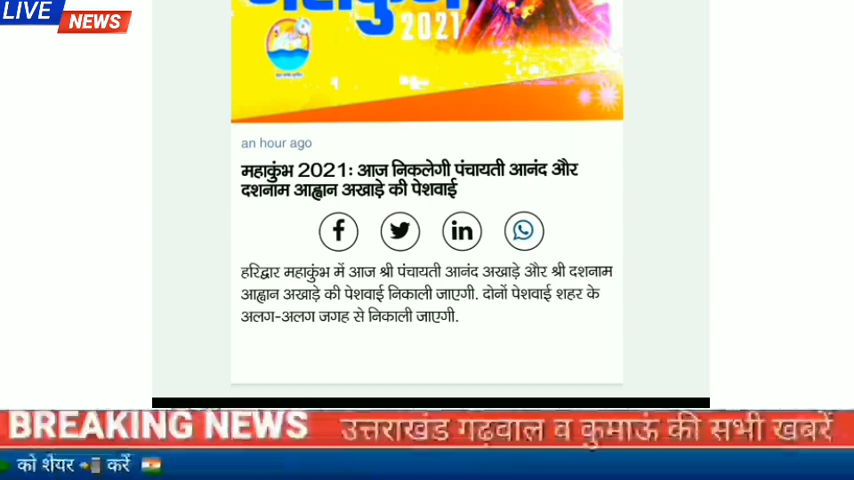 LIVE
NEWS
महाकुंभ
2021
an hour ago
महाकुंभ 2021: आज निकलेगी पंचायती आनंद और
दशनाम आह्वान अखाड़े की पेशवाई
हरिद्वार महाकुंभ में आज श्री पंचायती आनंद अखाड़े और श्री दशनाम
आह्वान अखाड़े की पेशवाई निकाली जाएगी. दोनों पेशवाई शहर के
अलग-अलग जगह से निकाली जाएगी.
BREAKING NEWS उत्तराखंड गढ़वाल व कुमाऊं की सभी खबरें
को शेयर करें